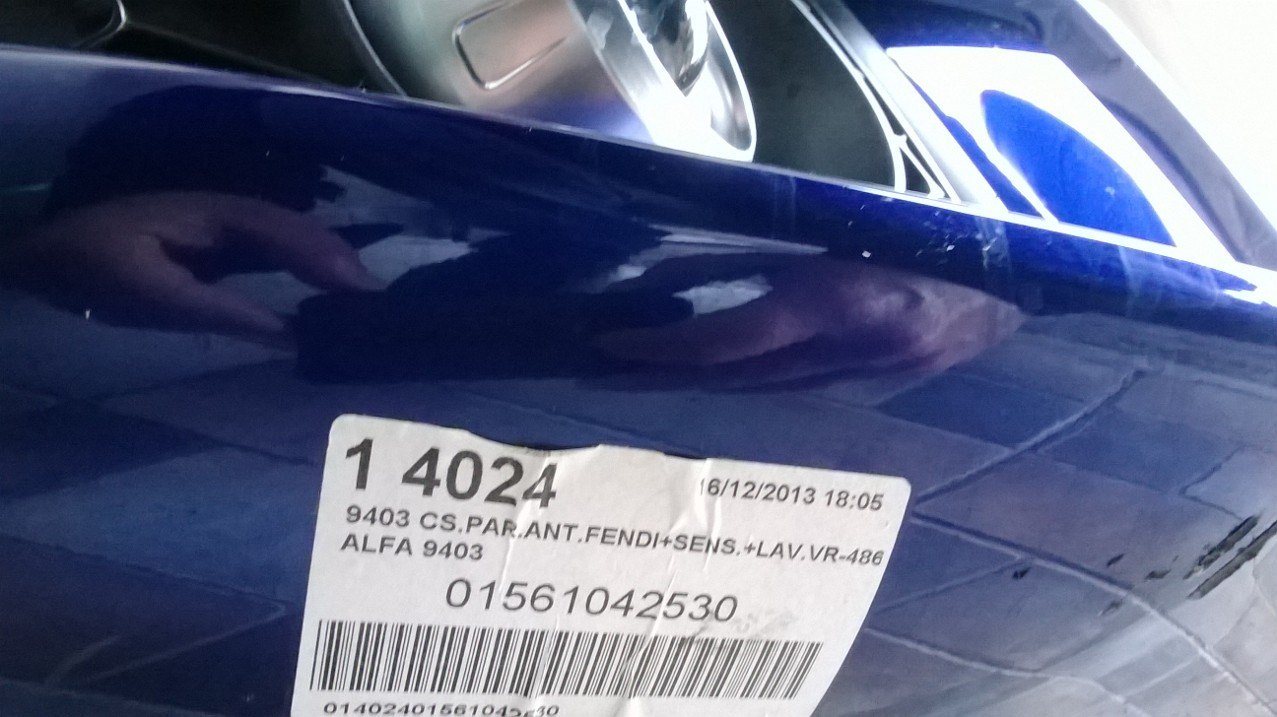 1 4024
16/12/2013 18:05
9403 CS.PAR.ANT.FENDI+SENS.+LAV.VR-486
ALFA 9403
01561042530